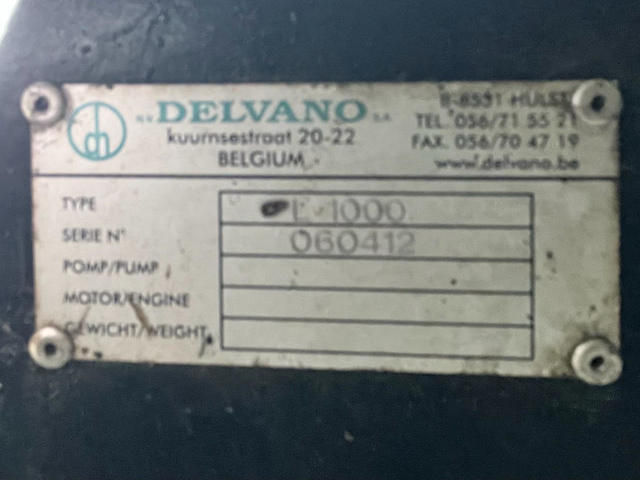 dh N.V. DELVANO S.A.
kuurnsestraat 20-22
BELGIUM
B-8531 HULSTE
TEL. 056/71 55 21
FAX. 056/70 47 19
www.delvano.be
TYPE L 1000
SERIE N° 060412
POMP/PUMP
MOTOR/ENGINE
GEWICHT/WEIGHT